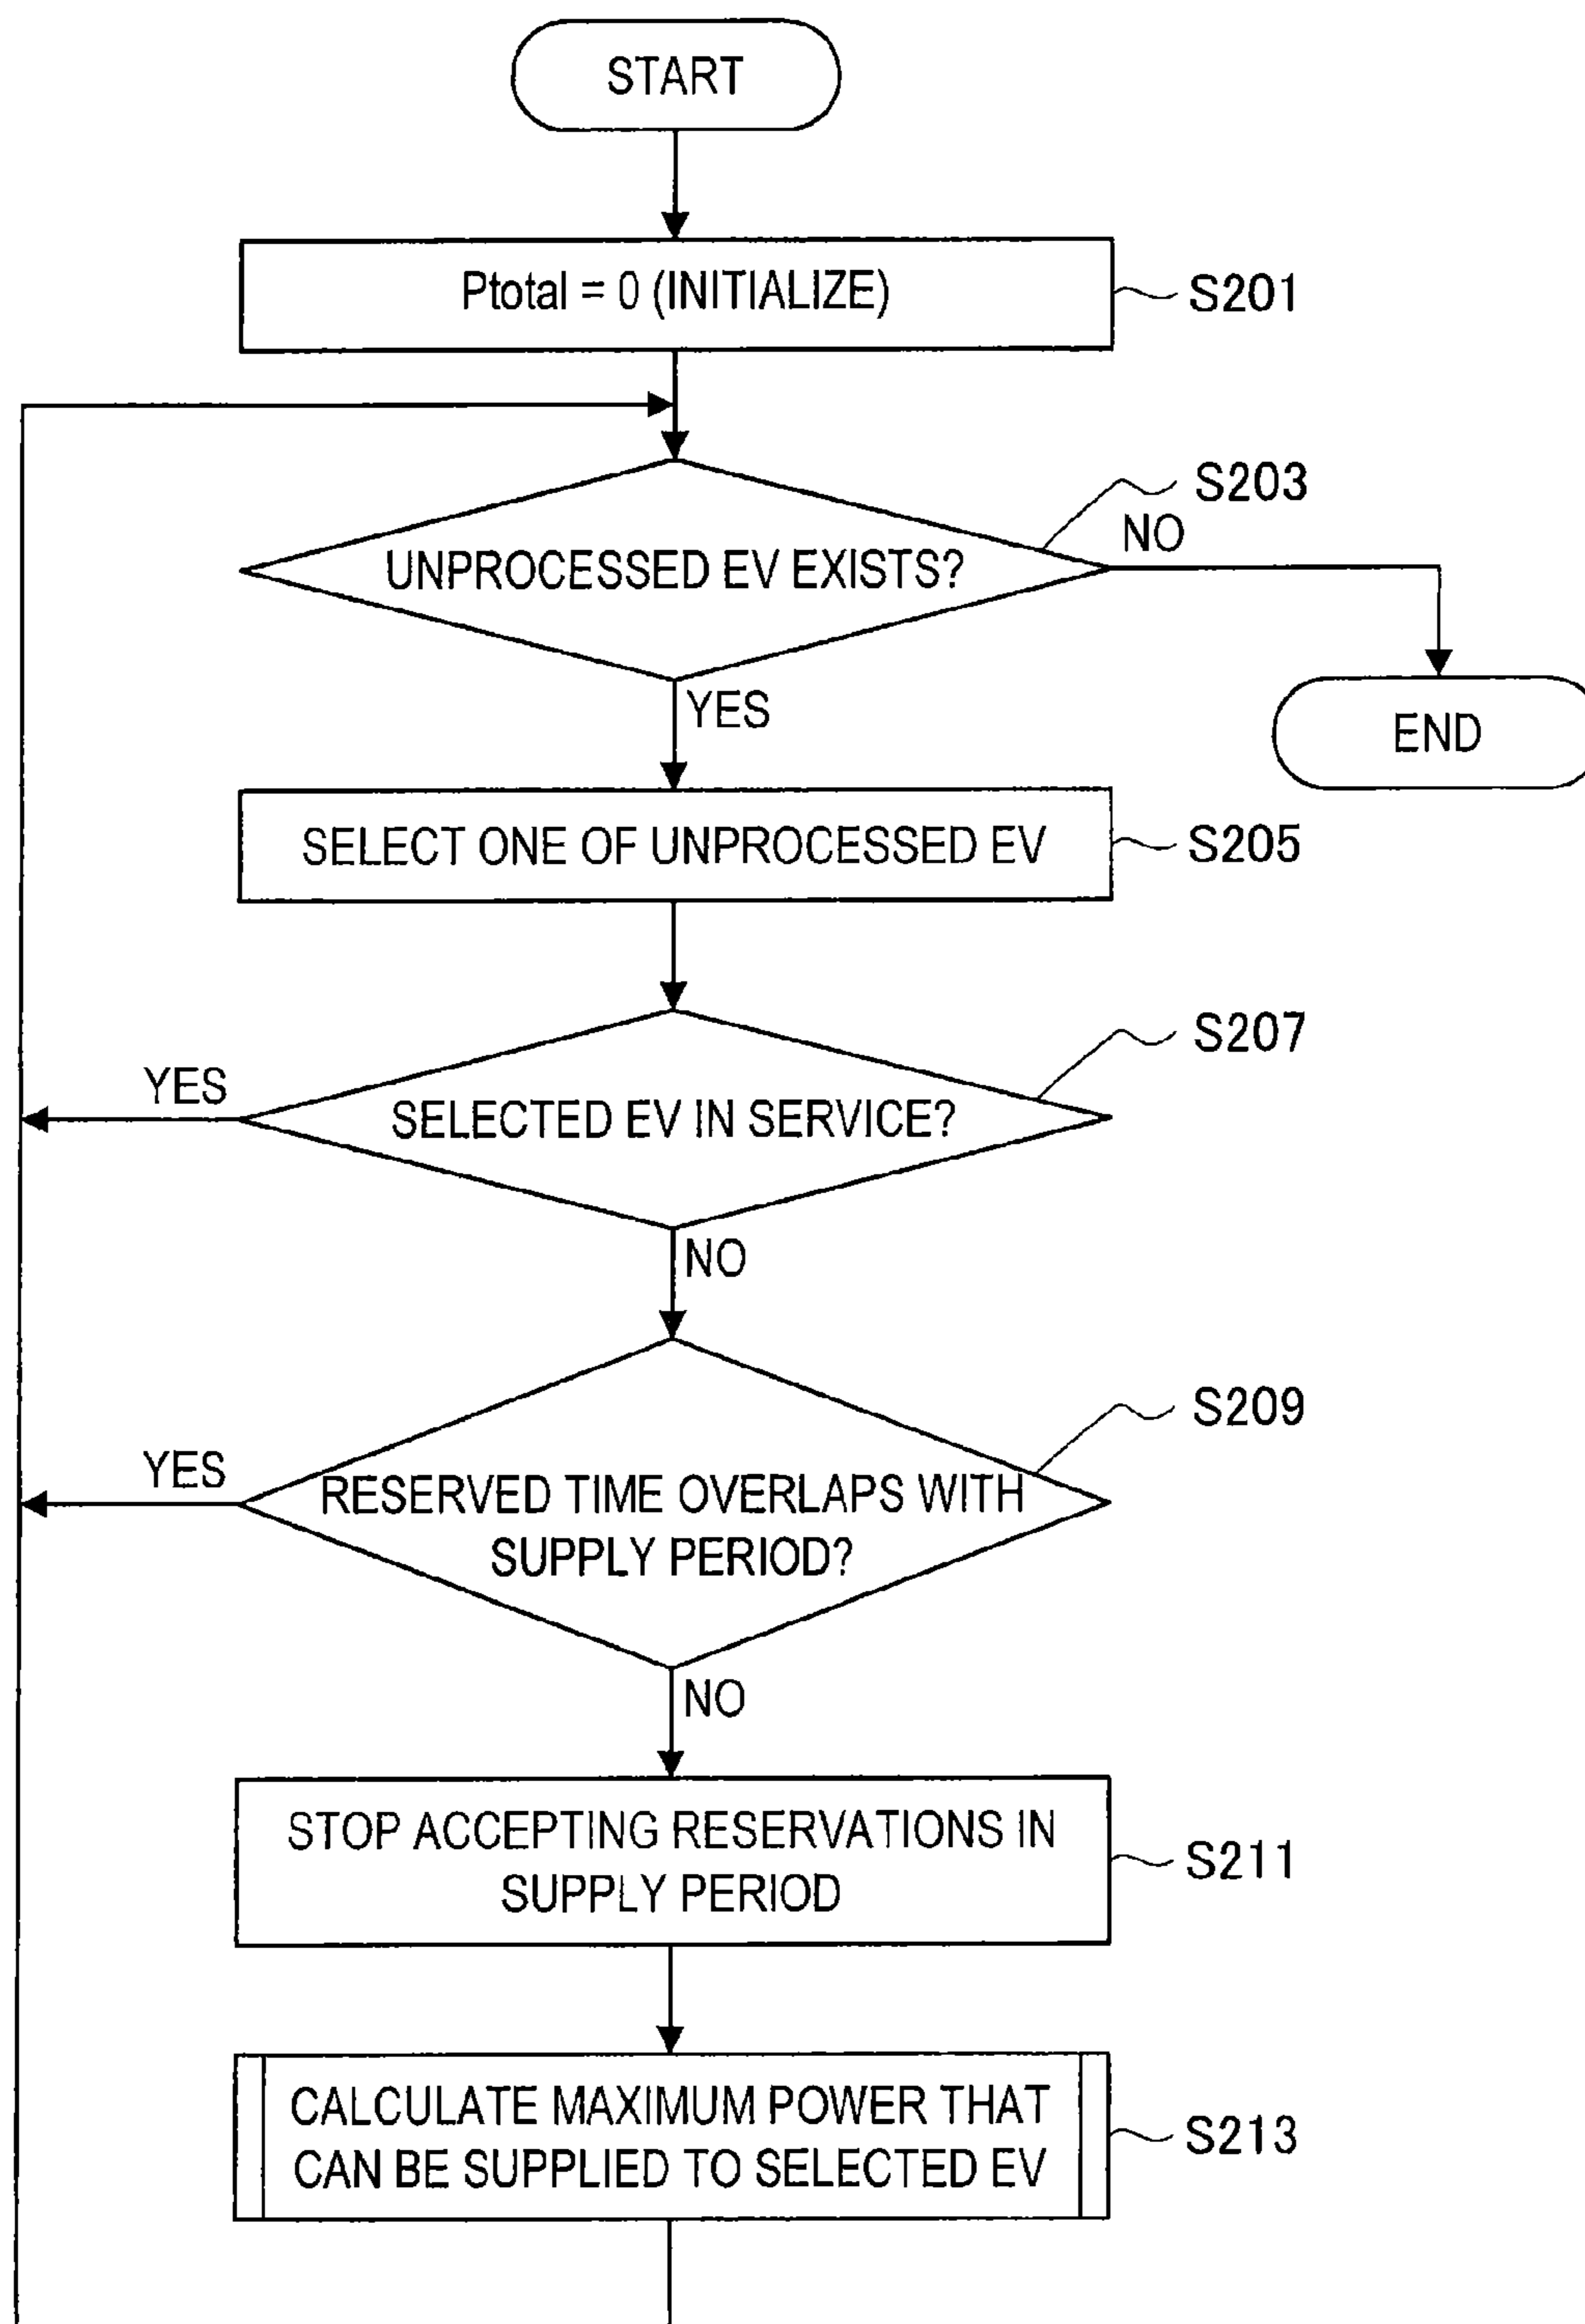 START
Ptotal = 0 (INITIALIZE)
S201
S203
NO
UNPROCESSED EV EXISTS?
YES
END
SELECT ONE OF UNPROCESSED EV
S205
S207
YES
SELECTED EV IN SERVICE?
NO
S209
YES
RESERVED TIME OVERLAPS WITH
SUPPLY PERIOD?
NO
STOP ACCEPTING RESERVATIONS IN
SUPPLY PERIOD
S211
CALCULATE MAXIMUM POWER THAT
CAN BE SUPPLIED TO SELECTED EV
S213